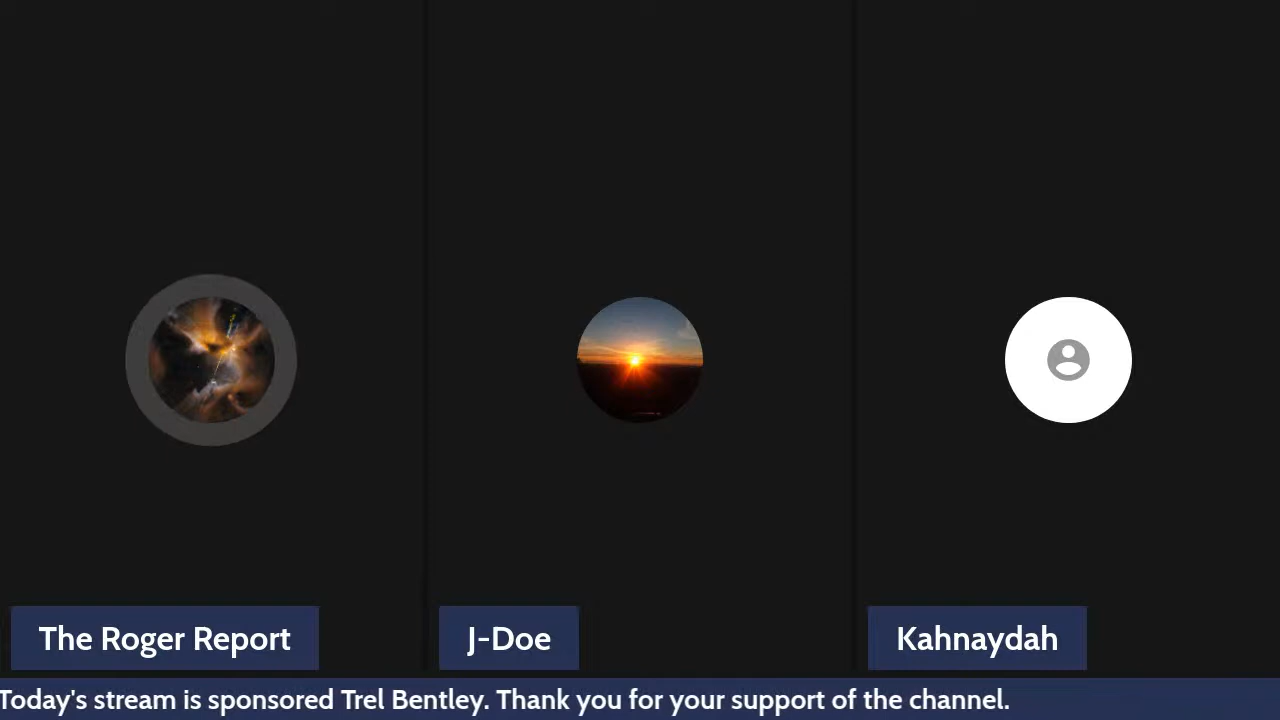 The Roger Report
J-Doe
Kahnaydah
Today's stream is sponsored Trel Bentley. Thank you for your support of the channel.